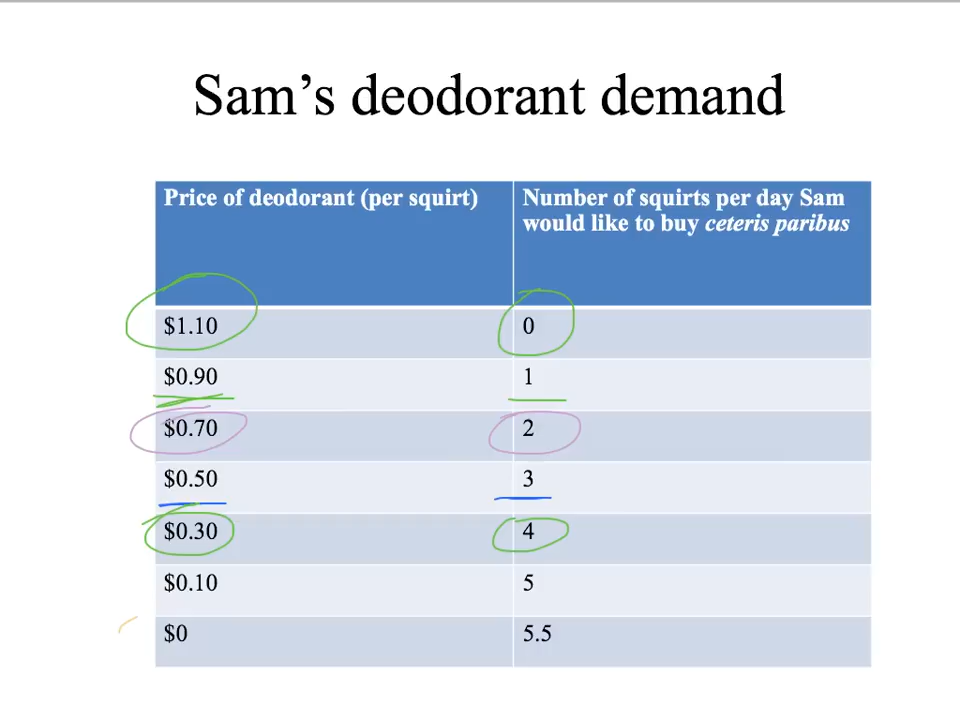 Sam’s deodorant demand
Price of deodorant (per squirt)
Number of squirts per day Sam
would like to buy ceteris paribus
$1.10 0
$0.90 1
$0.70 2
$0.50 3
$0.30 4
$0.10 5
$0 5.5